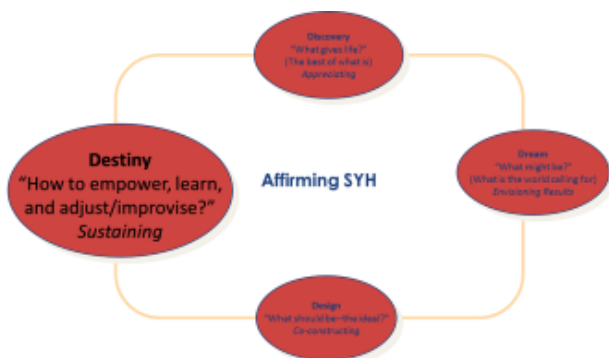 Discovery
"What gives life?"
(The best of what is)
Appreciating
Destiny
"How to empower, learn,
and adjust/improvise?"
Sustaining
Affirming SYH
Dream
"What might be?"
(What is the world calling for)
Envisioning Results
Design
"What should be--the ideal?"
Co-constructing